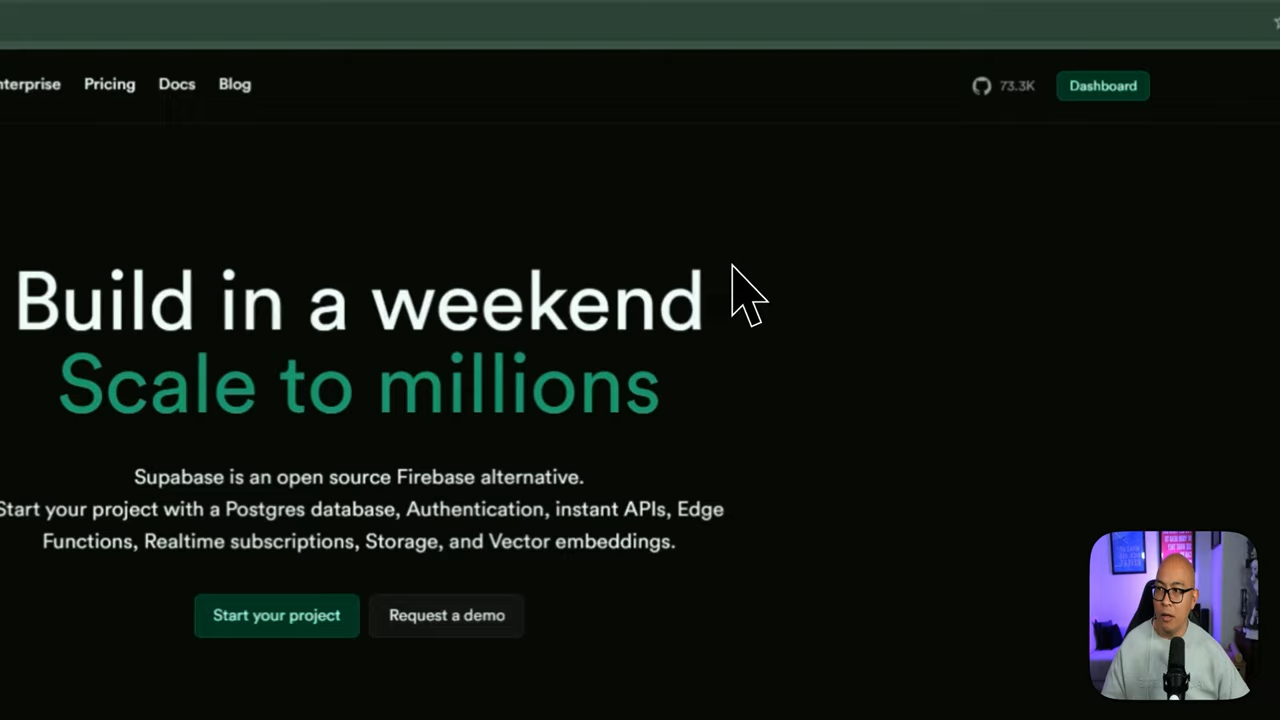 Pricing
Docs
Blog
73.3K
Dashboard
Build in a weekend
Scale to millions
Supabase is an open source Firebase alternative.
Start your project with a Postgres database, Authentication, instant APIs, Edge
Functions, Realtime subscriptions, Storage, and Vector embeddings.
Start your project
Request a demo